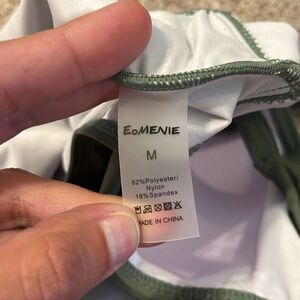 EOMENIE
M
82%Polyester/
Nylon
18%Spandex
MADE IN CHINA